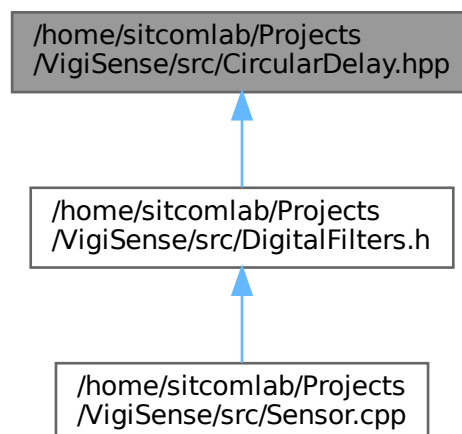 /home/sitcomlab/Projects
/VigiSense/src/CircularDelay.hpp
/home/sitcomlab/Projects
/VigiSense/src/DigitalFilters.h
/home/sitcomlab/Projects
/VigiSense/src/Sensor.cpp